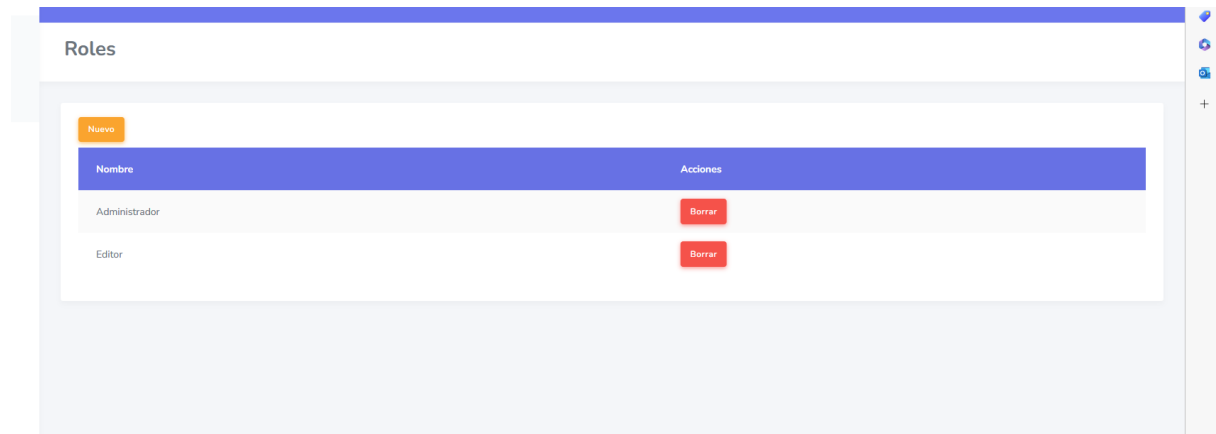 Roles
Nuevo
Nombre Acciones
Administrador Borrar
Editor Borrar